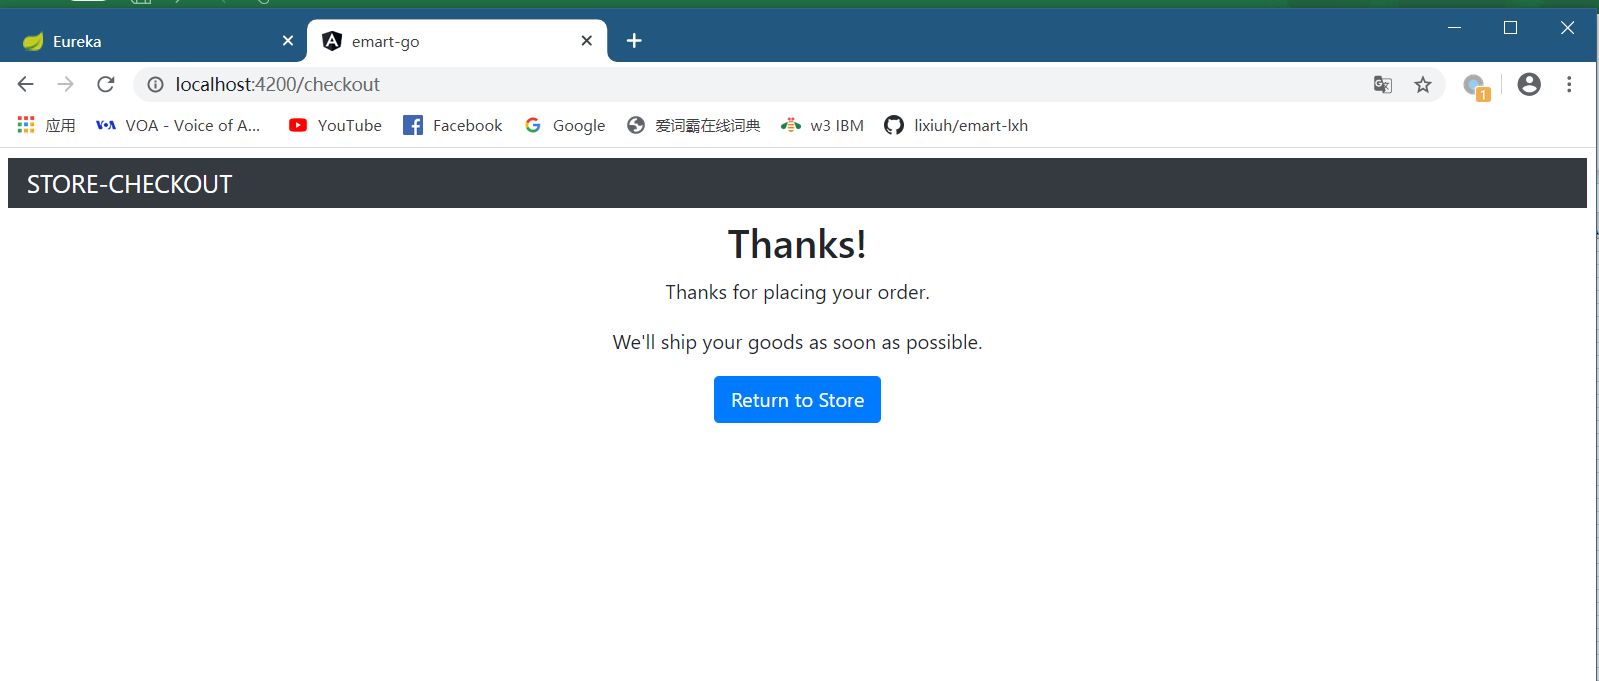 Eureka
emart-go
localhost:4200/checkout
1
应用
VOA
VOA - Voice of A...
YouTube
Facebook
Google
爱词霸在线词典
w3 IBM
lixiuh/emart-lxh
STORE-CHECKOUT
Thanks!
Thanks for placing your order.
We'll ship your goods as soon as possible.
Return to Store